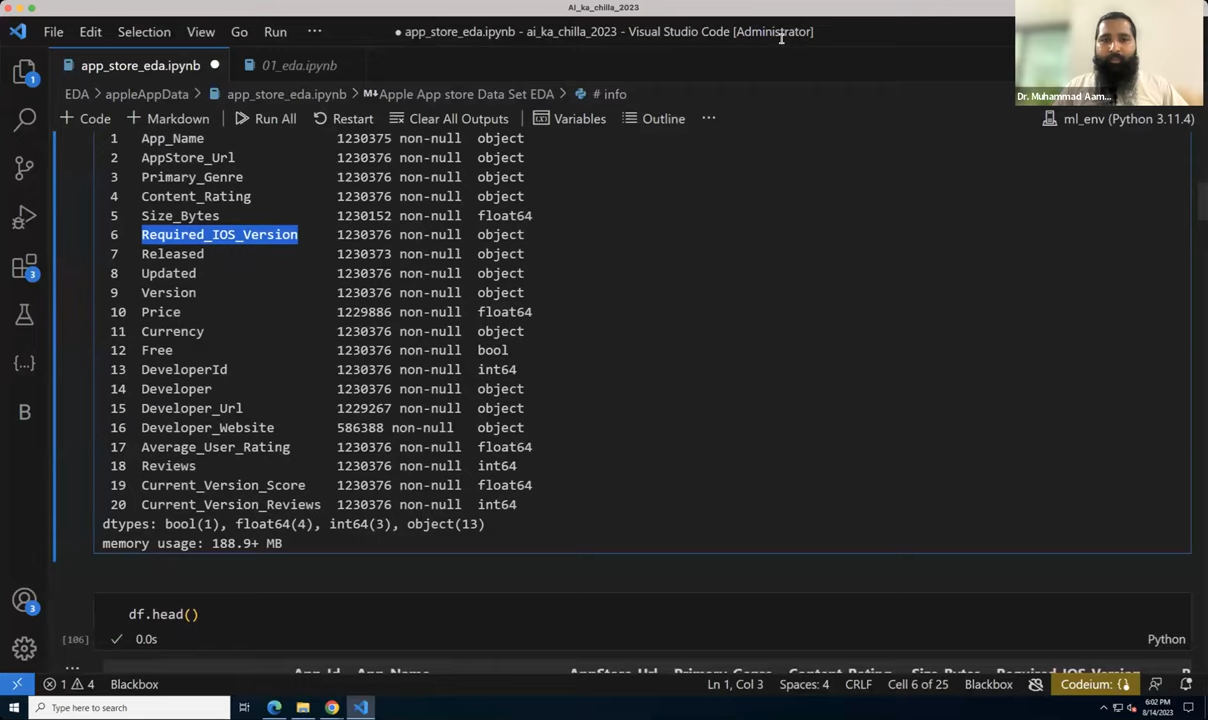 AI_ka_chilla_2023
File Edit Selection View Go Run ···
● app_store_eda.ipynb - ai_ka_chilla_2023 - Visual Studio Code [Administrator]
app_store_eda.ipynb ● 01_eda.ipynb
EDA > appleAppData > app_store_eda.ipynb > M↓Apple App store Data Set EDA > # info
Dr. Muhammad Aam...
+ Code + Markdown Run All Restart Clear All Outputs Variables Outline ··· ml_env (Python 3.11.4)
1 App_Name 1230375 non-null object
2 AppStore_Url 1230376 non-null object
3 Primary_Genre 1230376 non-null object
4 Content_Rating 1230376 non-null object
5 Size_Bytes 1230152 non-null float64
6 Required_IOS_Version 1230376 non-null object
7 Released 1230373 non-null object
8 Updated 1230376 non-null object
9 Version 1230376 non-null object
10 Price 1229886 non-null float64
11 Currency 1230376 non-null object
12 Free 1230376 non-null bool
13 DeveloperId 1230376 non-null int64
14 Developer 1230376 non-null object
15 Developer_Url 1229267 non-null object
16 Developer_Website 586388 non-null object
17 Average_User_Rating 1230376 non-null float64
18 Reviews 1230376 non-null int64
19 Current_Version_Score 1230376 non-null float64
20 Current_Version_Reviews 1230376 non-null int64
dtypes: bool(1), float64(4), int64(3), object(13)
memory usage: 188.9+ MB
df.head()
[106] ✓ 0.0s Python
... App_Id App_Name AppStore_Url Primary_Genre Content_Rating Size_Bytes Required_IOS_Version R
1 4 Blackbox Ln 1, Col 3 Spaces: 4 CRLF Cell 6 of 25 Blackbox Codeium: {}
Type here to search
6:02 PM
8/14/2023
1
3
3
B